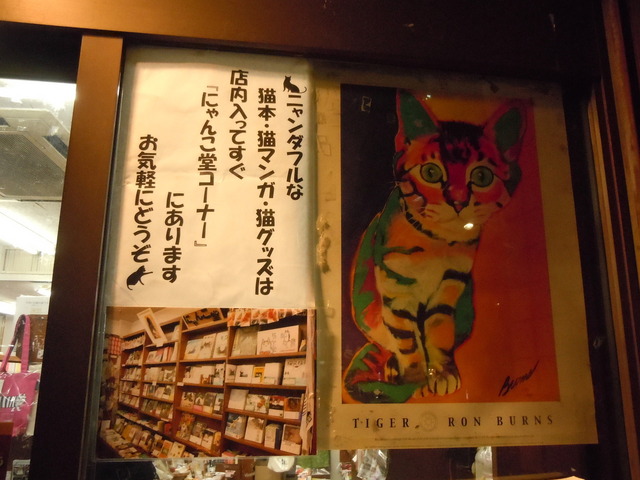 ニャンダフルな
猫本・猫マンガ・猫グッズは
店内入ってすぐ
『にゃんこ堂コーナー』
にあります
お気軽にどうぞ
Burns
TIGER RON BURNS